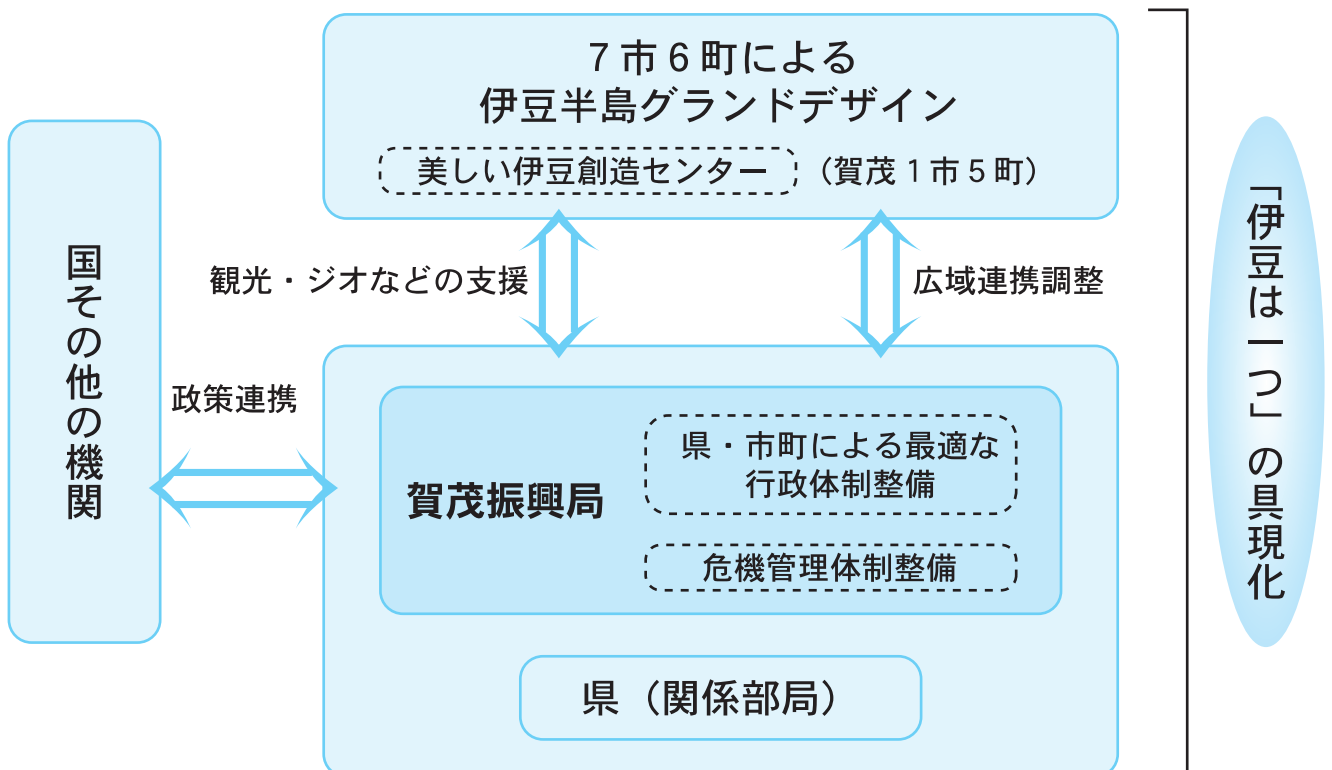 7市6町による
伊豆半島グランドデザイン
美しい伊豆創造センター（賀茂1市5町）
国その他の機関
観光・ジオなどの支援
広域連携調整
政策連携
賀茂振興局
県・市町による最適な
行政体制整備
危機管理体制整備
県（関係部局）
「伊豆は一つ」の具現化